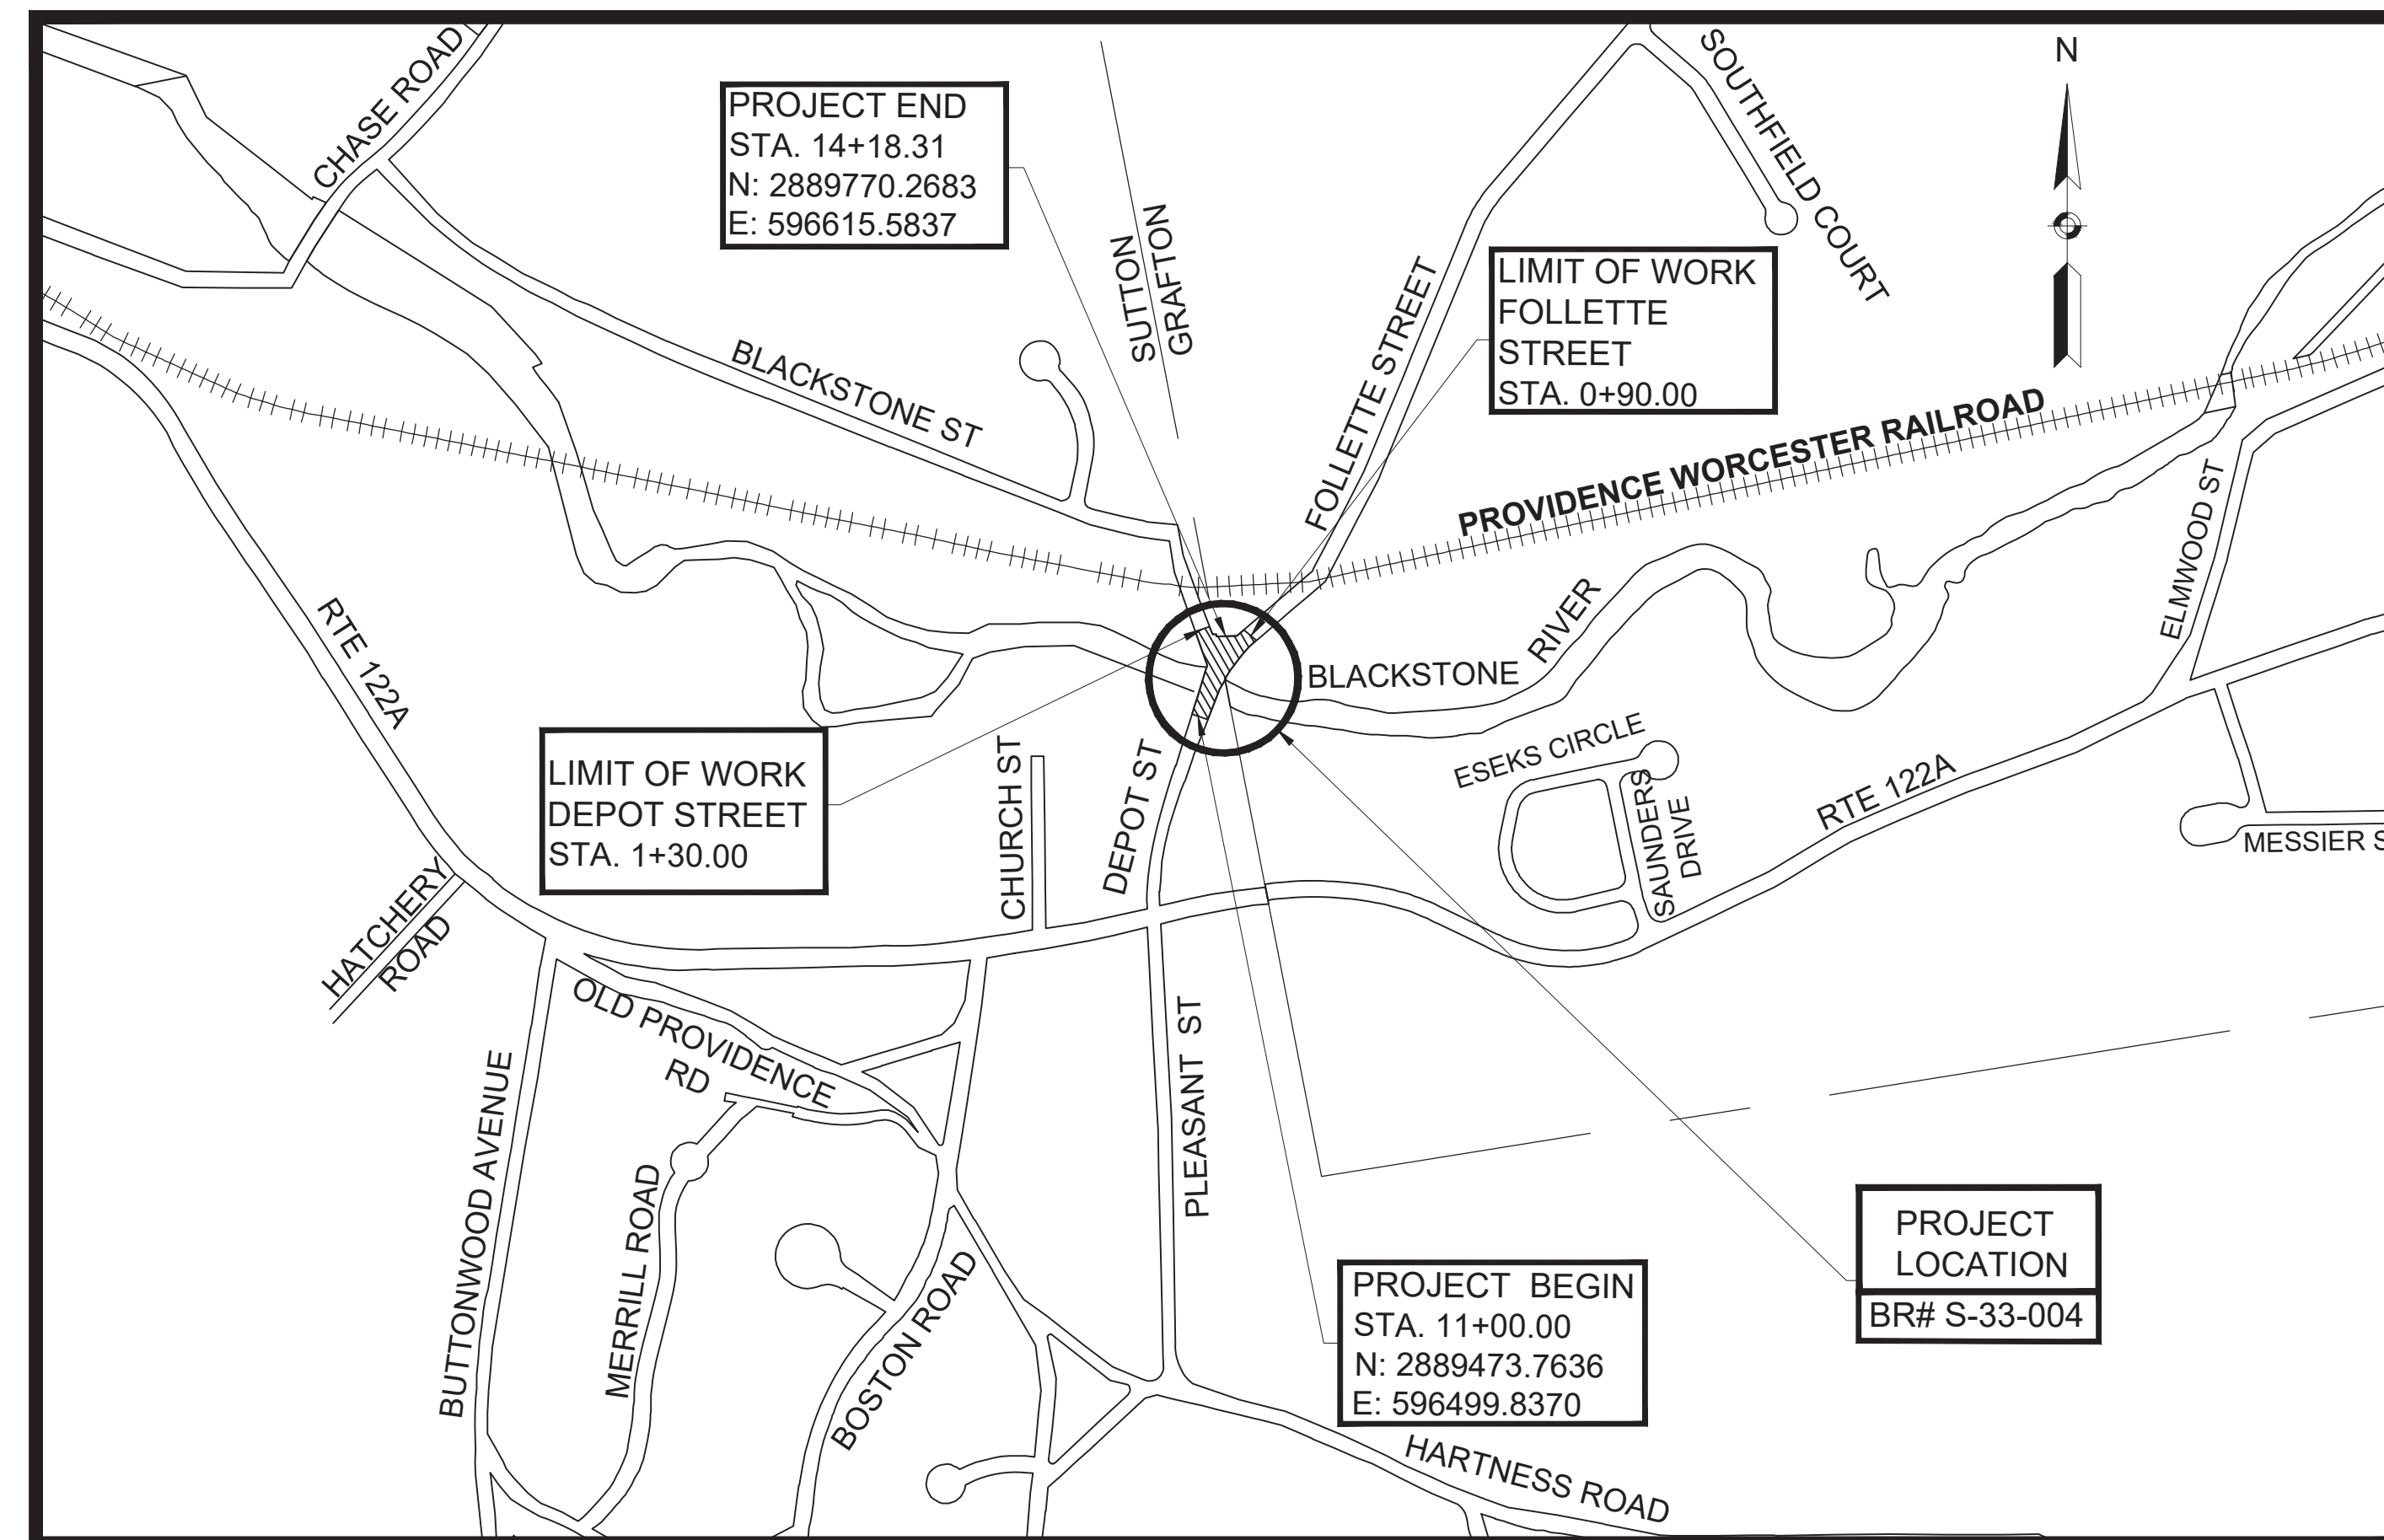 CHASE ROAD
SOUTHFIELD COURT
N
PROJECT END
STA. 14+18.31
N: 2889770.2683
E: 596615.5837
SUTTON
GRAFTON
FOLLETTE STREET
LIMIT OF WORK
FOLLETTE
STREET
STA. 0+90.00
BLACKSTONE ST
PROVIDENCE WORCESTER RAILROAD
ELMWOOD ST
RTE 122A
BLACKSTONE RIVER
LIMIT OF WORK
DEPOT STREET
STA. 1+30.00
CHURCH ST
DEPOT ST
ESEKS CIRCLE
SAUNDERS
DRIVE
RTE 122A
MESSIER S
HATCHERY
ROAD
OLD PROVIDENCE
RD
PLEASANT ST
BUTTONWOOD AVENUE
MERRILL ROAD
BOSTON ROAD
PROJECT
LOCATION
BR# S-33-004
PROJECT BEGIN
STA. 11+00.00
N: 2889473.7636
E: 596499.8370
HARTNESS ROAD